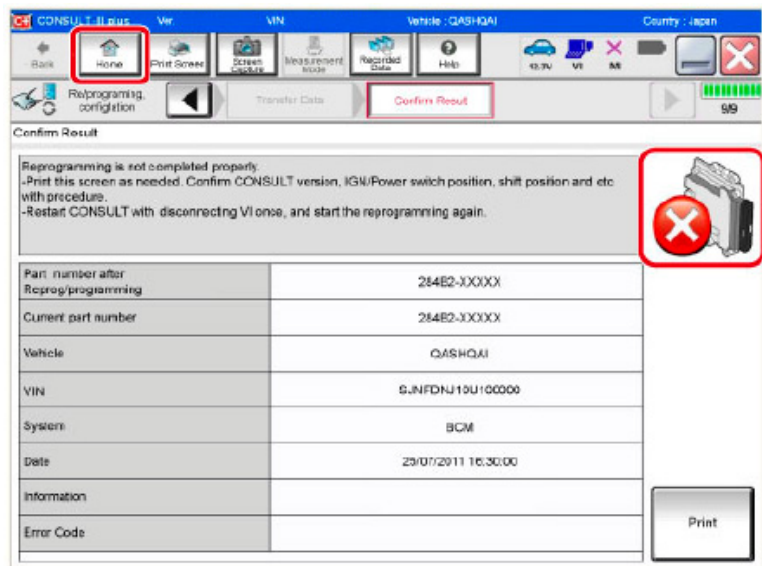 CONSULT-III plus Ver. VIN: Vehicle : QASHQAI Country : Japan
Back Home Print Screen Screen Capture Measurement Mode Recorded Data Help 12.3V VI MI
Re/programing, configlation Transfer Data Confirm Result 9/9
Confirm Result
Reprogramming is not completed properly.
-Print this screen as needed. Confirm CONSULT version, IGN/Power switch position, shift position and etc
with procedure.
-Restart CONSULT with disconnecting VI once, and start the reprogramming again.
Part number after
Reprog/programming
284B2-XXXXX
Current part number
284B2-XXXXX
Vehicle
QASHQAI
VIN
SJNFDNJ10U100000
System
BCM
Date
25/07/2011 16:30:00
Information
Error Code
Print